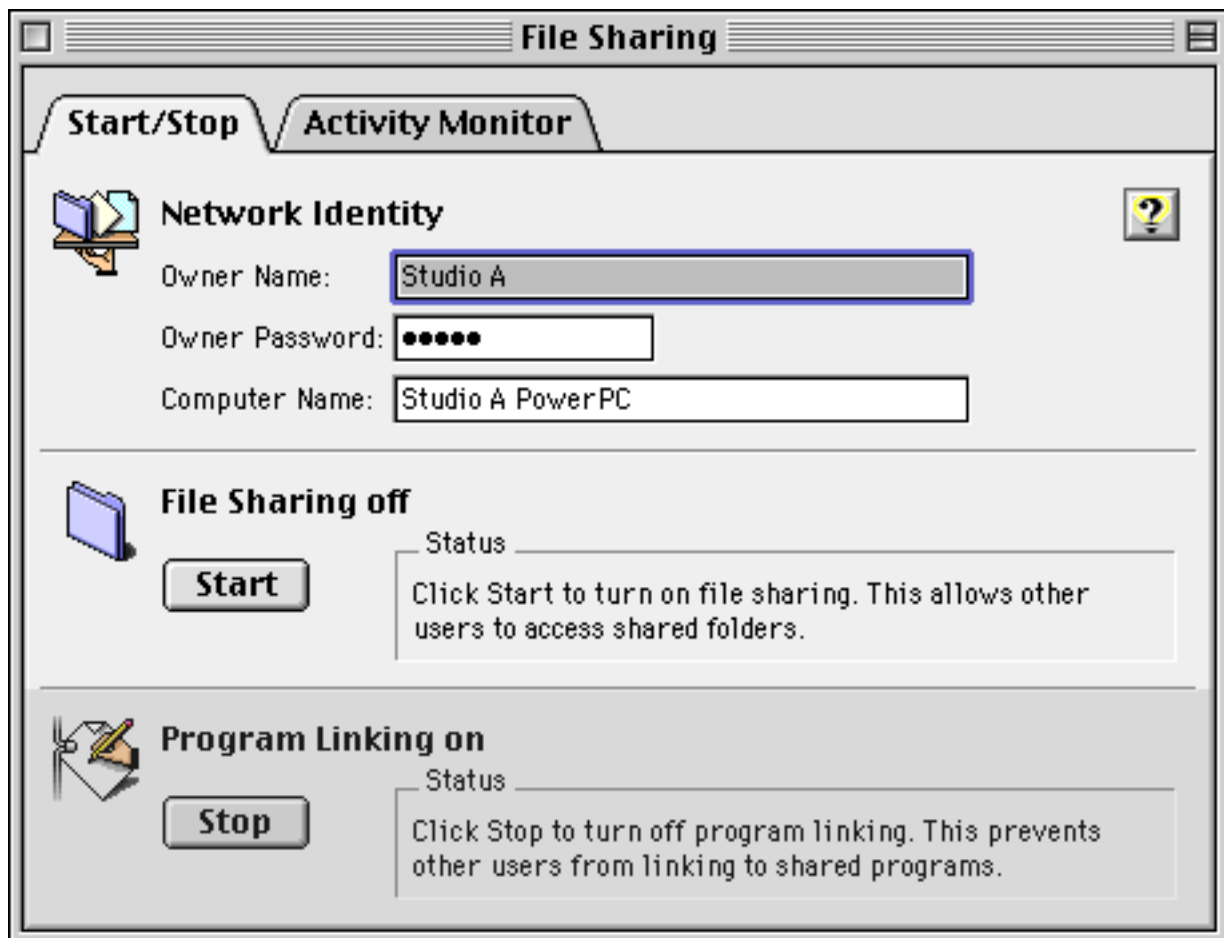 File Sharing
Start/Stop
Activity Monitor
Network Identity
?
Owner Name:
Studio A
Owner Password:
•••••
Computer Name:
Studio A PowerPC
File Sharing off
Start
Status
Click Start to turn on file sharing. This allows other
users to access shared folders.
Program Linking on
Stop
Status
Click Stop to turn off program linking. This prevents
other users from linking to shared programs.